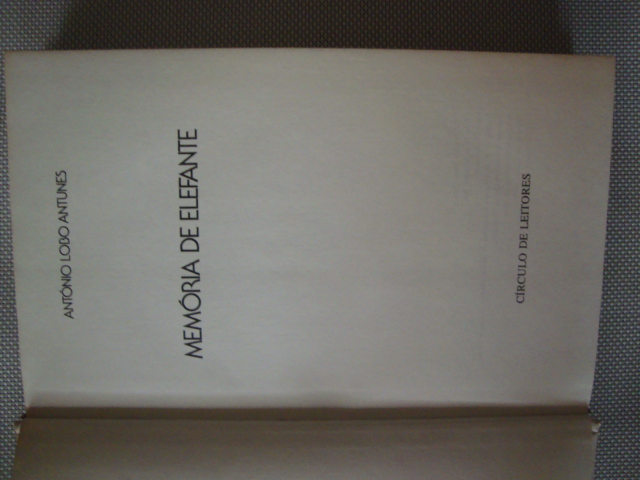 ANTÓNIO LOBO ANTUNES
MEMÓRIA DE ELEFANTE
CÍRCULO DE LEITORES